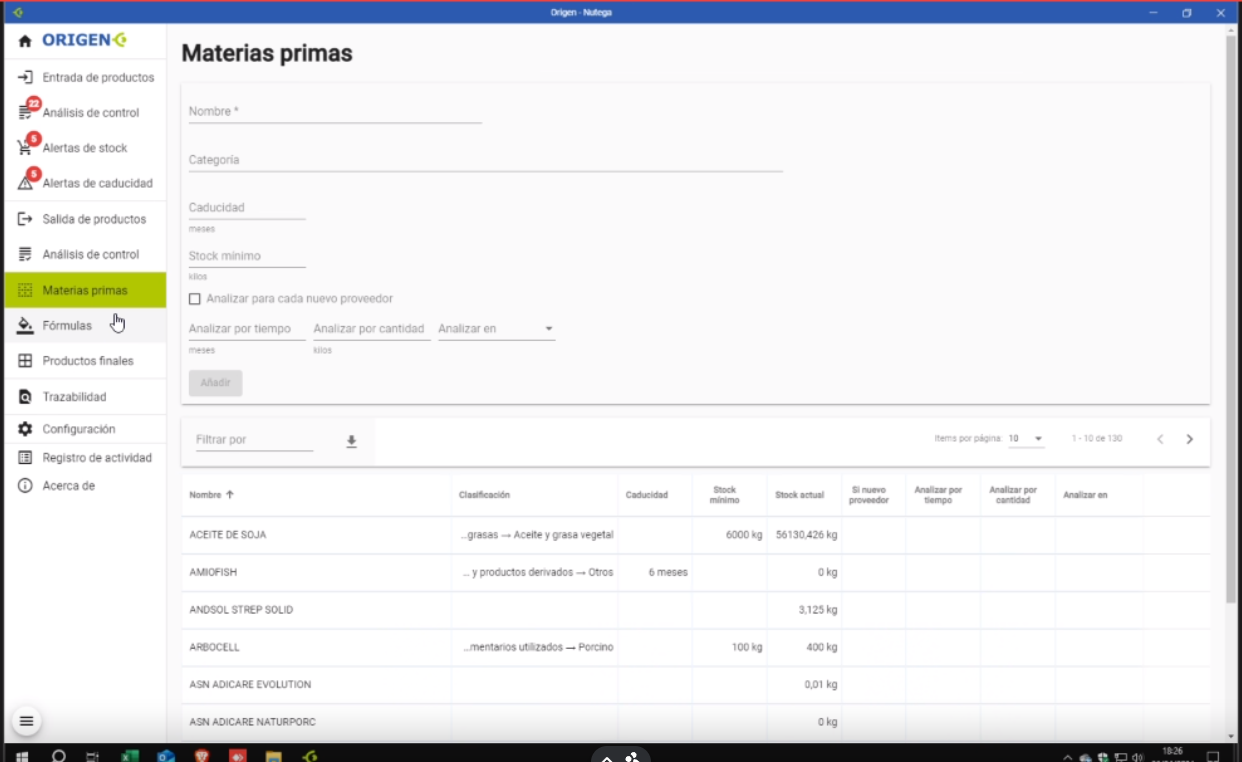 Origen - Nutega
ORIGEN
Materias primas
Entrada de productos
22
Análisis de control
5
Alertas de stock
5
Alertas de caducidad
Salida de productos
Análisis de control
Materias primas
Fórmulas
Productos finales
Trazabilidad
Configuración
Registro de actividad
Acerca de
Nombre *
Categoría
Caducidad
meses
Stock mínimo
kilos
Analizar para cada nuevo proveedor
Analizar por tiempo Analizar por cantidad Analizar en
meses kilos
Añadir
Filtrar por Items por página: 10 1 - 10 de 130
Nombre Clasificación Caducidad Stock mínimo Stock actual Si nuevo proveedor Analizar por tiempo Analizar por cantidad Analizar en
ACEITE DE SOJA ...grasas → Aceite y grasa vegetal 6000 kg 56130,426 kg
AMIOFISH ... y productos derivados → Otros 6 meses 0 kg
ANDSOL STREP SOLID 3,125 kg
ARBOCELL ...mentarios utilizados → Porcino 100 kg 400 kg
ASN ADICARE EVOLUTION 0,01 kg
ASN ADICARE NATURPORC 0 kg
18:26